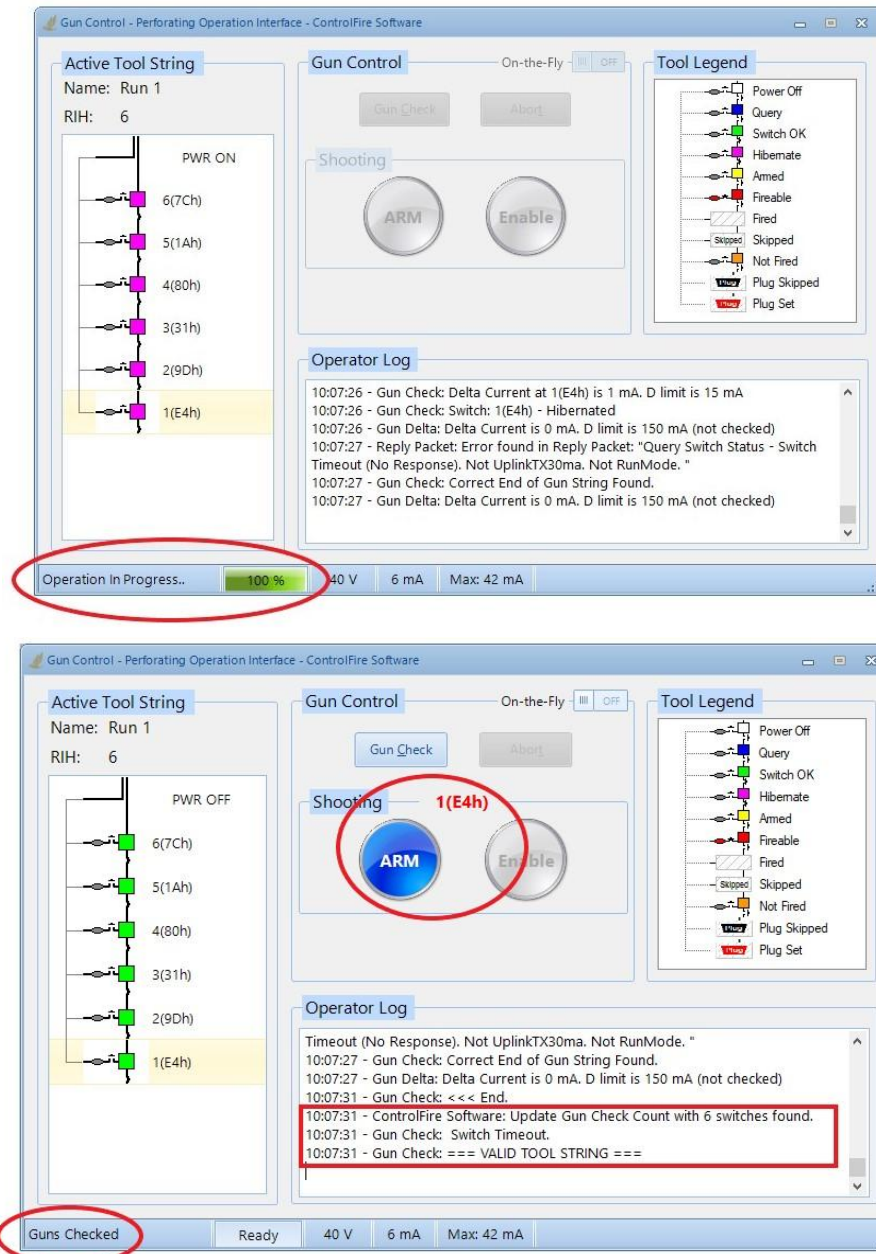 Gun Control - Perforating Operation Interface - ControlFire Software
Active Tool String
Name: Run 1
RIH: 6
PWR ON
6(7Ch)
5(1Ah)
4(80h)
3(31h)
2(9Dh)
1(E4h)
Gun Control
On-the-Fly
OFF
Gun Check
Abort
Shooting
ARM
Enable
Tool Legend
Power Off
Query
Switch OK
Hibernate
Armed
Fireable
Fired
Skipped Skipped
Not Fired
Plug Plug Skipped
Plug Plug Set
Operator Log
10:07:26 - Gun Check: Delta Current at 1(E4h) is 1 mA. D limit is 15 mA
10:07:26 - Gun Check: Switch: 1(E4h) - Hibernated
10:07:26 - Gun Delta: Delta Current is 0 mA. D limit is 150 mA (not checked)
10:07:27 - Reply Packet: Error found in Reply Packet: "Query Switch Status - Switch
Timeout (No Response). Not UplinkTX30ma. Not RunMode. "
10:07:27 - Gun Check: Correct End of Gun String Found.
10:07:27 - Gun Delta: Delta Current is 0 mA. D limit is 150 mA (not checked)
Operation In Progress.. 100 % 40 V 6 mA Max: 42 mA
Gun Control - Perforating Operation Interface - ControlFire Software
Active Tool String
Name: Run 1
RIH: 6
PWR OFF
6(7Ch)
5(1Ah)
4(80h)
3(31h)
2(9Dh)
1(E4h)
Gun Control
On-the-Fly
OFF
Gun Check
Abort
Shooting
1(E4h)
ARM
Enable
Tool Legend
Power Off
Query
Switch OK
Hibernate
Armed
Fireable
Fired
Skipped Skipped
Not Fired
Plug Plug Skipped
Plug Plug Set
Operator Log
Timeout (No Response). Not UplinkTX30ma. Not RunMode. "
10:07:27 - Gun Check: Correct End of Gun String Found.
10:07:27 - Gun Delta: Delta Current is 0 mA. D limit is 150 mA (not checked)
10:07:31 - Gun Check: < < < End.
10:07:31 - ControlFire Software: Update Gun Check Count with 6 switches found.
10:07:31 - Gun Check: Switch Timeout.
10:07:31 - Gun Check: === VALID TOOL STRING ===
Guns Checked Ready 40 V 6 mA Max: 42 mA